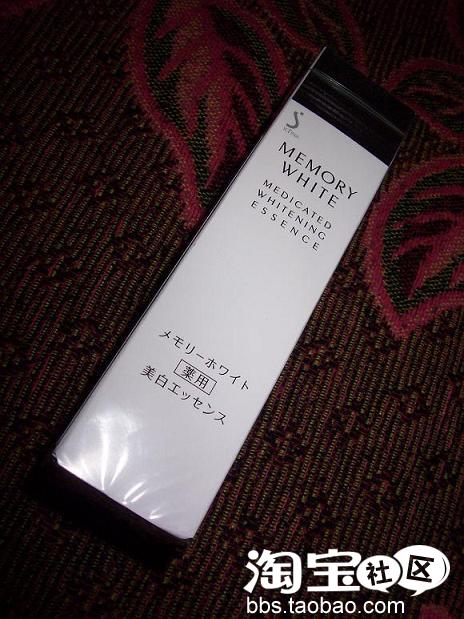 MEMORY
WHITE
MEDICATED
WHITENING
ESSENCE
メモリーホワイト
薬用
美白エッセンス
淘宝社区
bbs.taobao.com